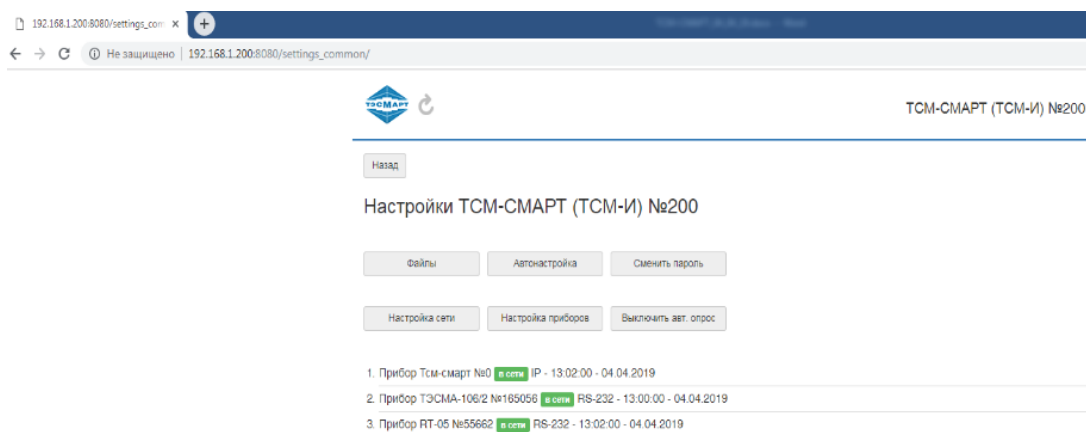 192.168.1.200:8080/settings_com
Не защищено | 192.168.1.200:8080/settings_common/
ТЭСМАРТ
ТСМ-СМАРТ (ТСМ-И) №200
Назад
Настройки ТСМ-СМАРТ (ТСМ-И) №200
Файлы Автонастройка Сменить пароль
Настройка сети Настройка приборов Выключить авт. опрос
1. Прибор Тсм-смарт №0 в сети IP - 13:02:00 - 04.04.2019
2. Прибор ТЭСМА-106/2 №165056 в сети RS-232 - 13:00:00 - 04.04.2019
3. Прибор RT-05 №55662 в сети RS-232 - 13:02:00 - 04.04.2019